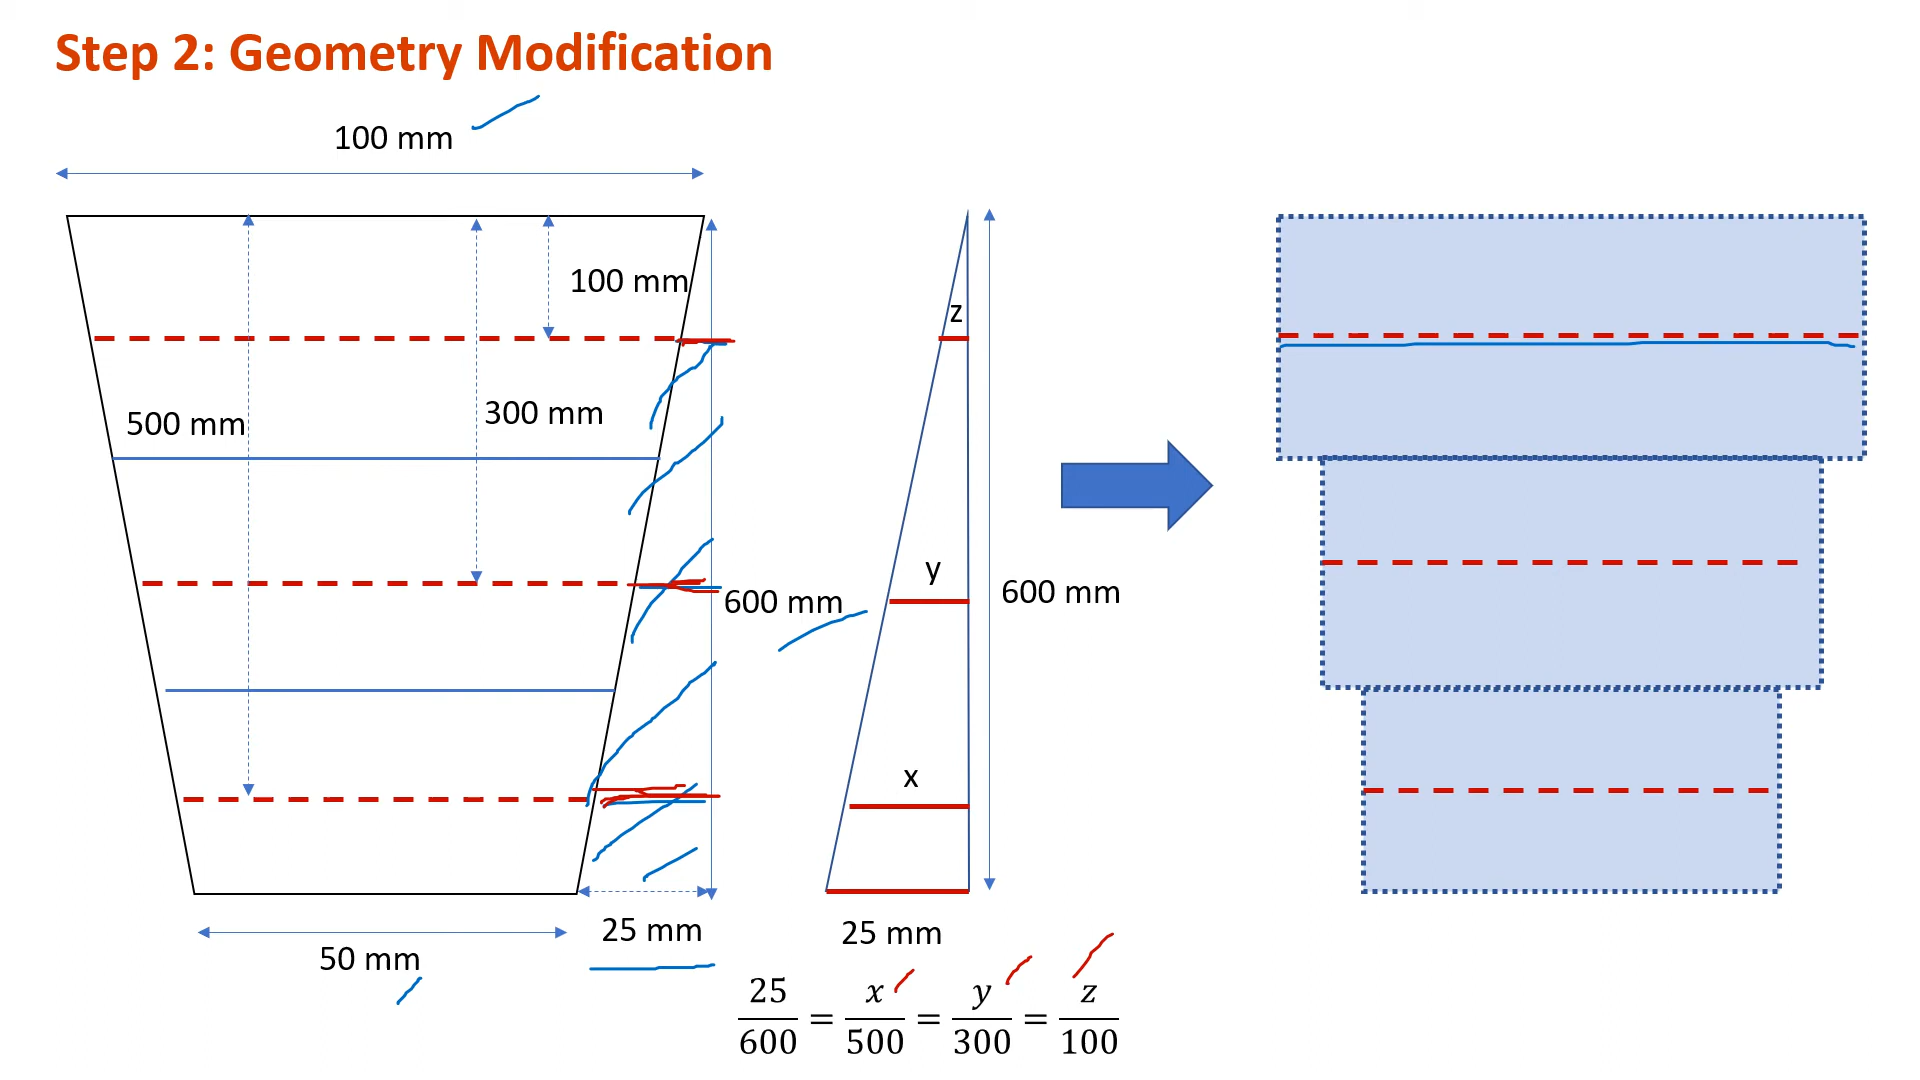 Step 2: Geometry Modification
100 mm
100 mm
500 mm
300 mm
600 mm
50 mm
25 mm
z
y
x
600 mm
25 mm
25/600 = x/500 = y/300 = z/100